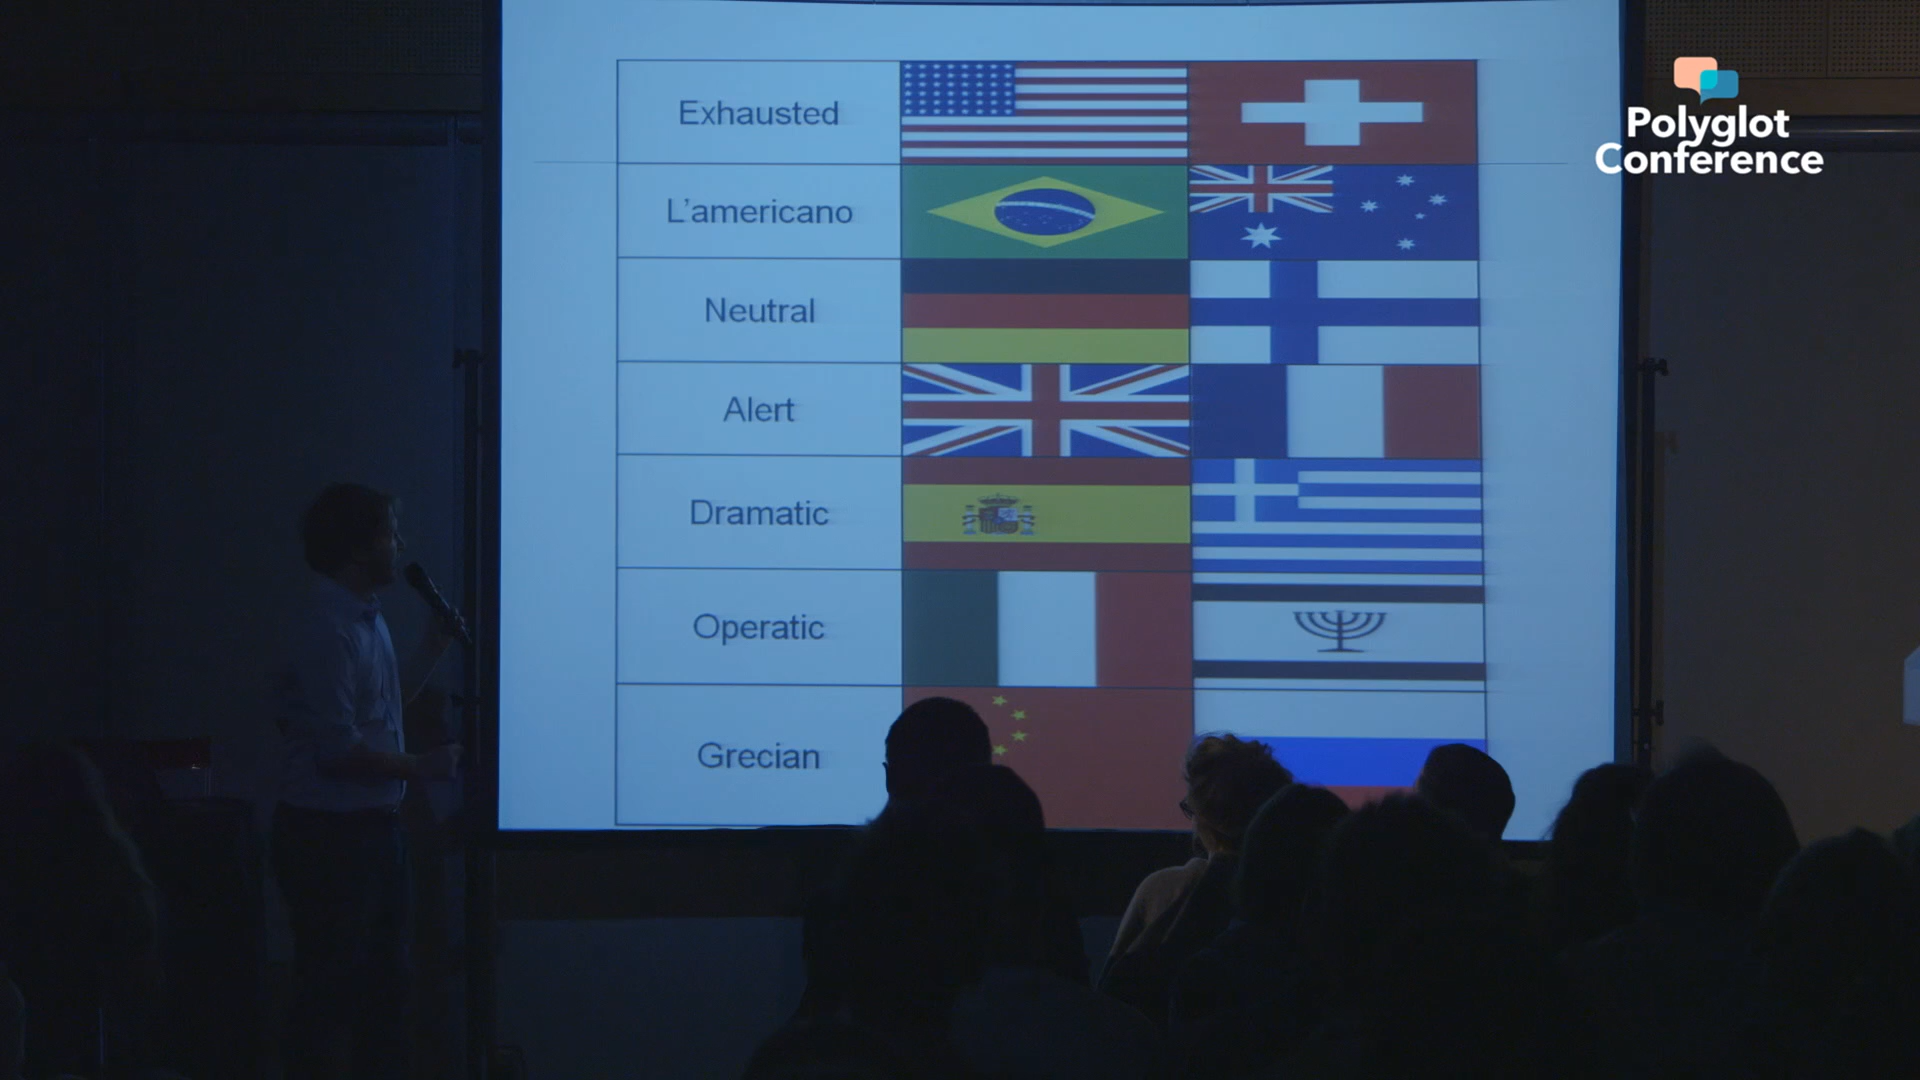 Exhausted
L'americano
Neutral
Alert
Dramatic
Operatic
Grecian
Polyglot
Conference